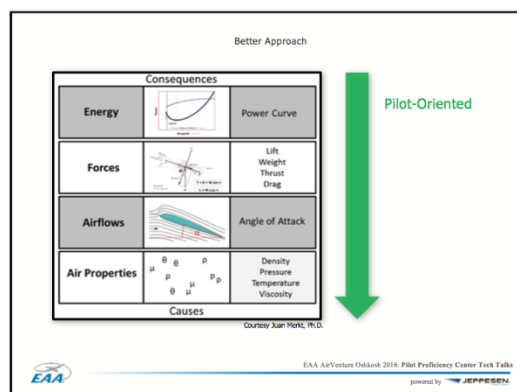 Better Approach
Consequences
Energy
Power Curve
Pilot-Oriented
Forces
Lift
Weight
Thrust
Drag
Airflows
Angle of Attack
Air Properties
θ θ ρ
μ
ρ ρ p
μ
θ μ
Density
Pressure
Temperature
Viscosity
Causes
Courtesy Juan Merkt, Ph.D.
EAA AirVenture Oshkosh 2016: Pilot Proficiency Center Tech Talks
EAA
powered by JEPPESEN